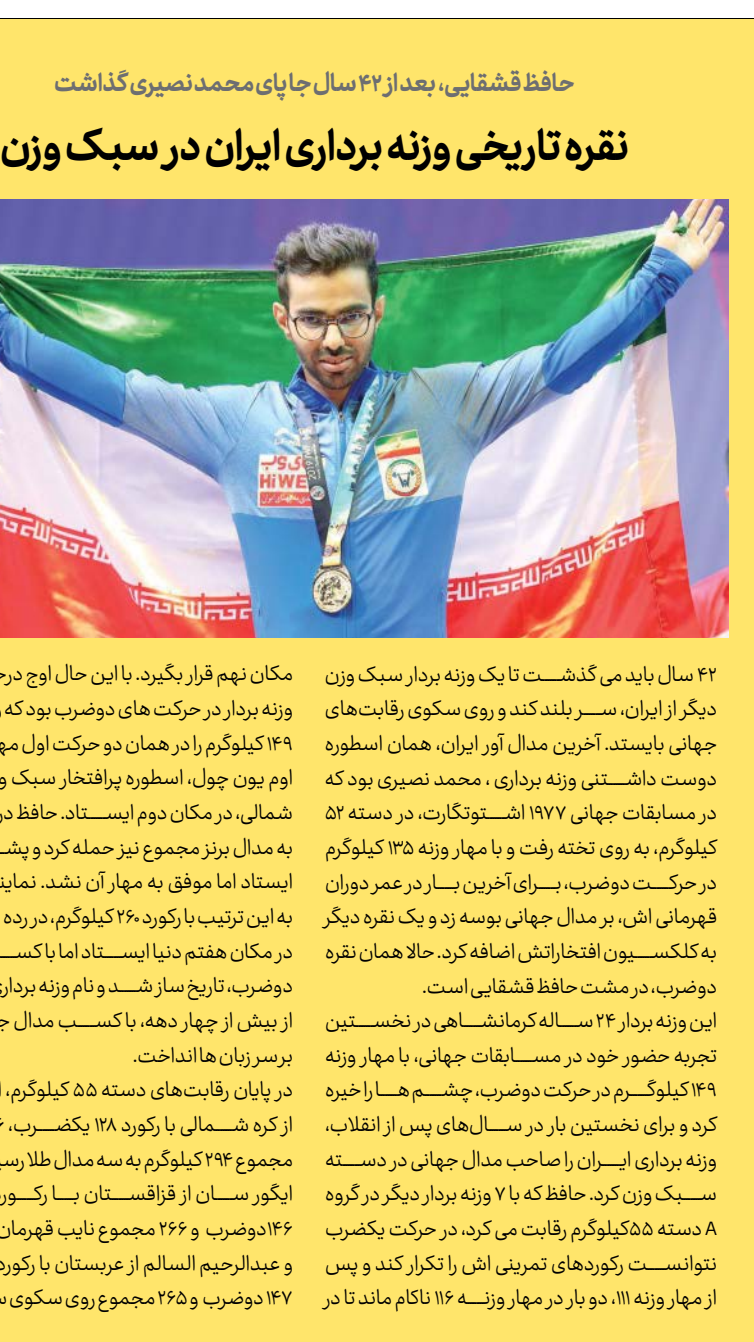 حافظ قشقایی، بعد از ۴۲ سال جا پای محمد نصیری گذاشت
نقره تاریخی وزنه برداری ایران در سبک وزن
ی وب
HiWE
2019
۴۲ سال باید می گذشت تا یک وزنه بردار سبک وزن
دیگر از ایران، سر بلند کند و روی سکوی رقابت‌های
جهانی بایستد. آخرین مدال آور ایران، همان اسطوره
دوست داشتنی وزنه برداری ، محمد نصیری بود که
در مسابقات جهانی ۱۹۷۷ اشتوتگارت، در دسته ۵۲
کیلوگرم، به روی تخته رفت و با مهار وزنه ۱۳۵ کیلوگرم
در حرکت دوضرب، برای آخرین بار در عمر دوران
قهرمانی اش، بر مدال جهانی بوسه زد و یک نقره دیگر
به کلکسیون افتخاراتش اضافه کرد. حالا همان نقره
دوضرب، در مشت حافظ قشقایی است.
این وزنه بردار ۲۴ ساله کرمانشاهی در نخستین
تجربه حضور خود در مسابقات جهانی، با مهار وزنه
۱۴۹ کیلوگرم در حرکت دوضرب، چشم ها را خیره
کرد و برای نخستین بار در سال‌های پس از انقلاب،
وزنه برداری ایران را صاحب مدال جهانی در دسته
سبک وزن کرد. حافظ که با ۷ وزنه بردار دیگر در گروه
A دسته ۵۵کیلوگرم رقابت می کرد، در حرکت یکضرب
نتوانست رکوردهای تمرینی اش را تکرار کند و پس
از مهار وزنه ۱۱۱، دو بار در مهار وزنه ۱۱۶ ناکام ماند تا در
مکان نهم قرار بگیرد. با این حال اوج درخ
وزنه بردار در حرکت های دوضرب بود که
۱۴۹ کیلوگرم را در همان دو حرکت اول مه
اوم یون چول، اسطوره پرافتخار سبک و
شمالی، در مکان دوم ایستاد. حافظ در
به مدال برنز مجموع نیز حمله کرد و پش
ایستاد اما موفق به مهار آن نشد. نماین
به این ترتیب با رکورد ۲۶۰ کیلوگرم، در رده
در مکان هفتم دنیا ایستاد اما با کس
دوضرب، تاریخ ساز شد و نام وزنه بردار
از بیش از چهار دهه، با کسب مدال ج
بر سر زبان ها انداخت.
در پایان رقابت‌های دسته ۵۵ کیلوگرم، ا
از کره شمالی با رکورد ۱۲۸ یکضرب،
مجموع ۲۹۴ کیلوگرم به سه مدال طلا رسی
ایگور سان از قزاقستان با رکور
۱۴۶دوضرب و ۲۶۶ مجموع نایب قهرمان
و عبدالرحیم السالم از عربستان با رکورد
۱۴۷ دوضرب و ۲۶۵ مجموع روی سکوی س